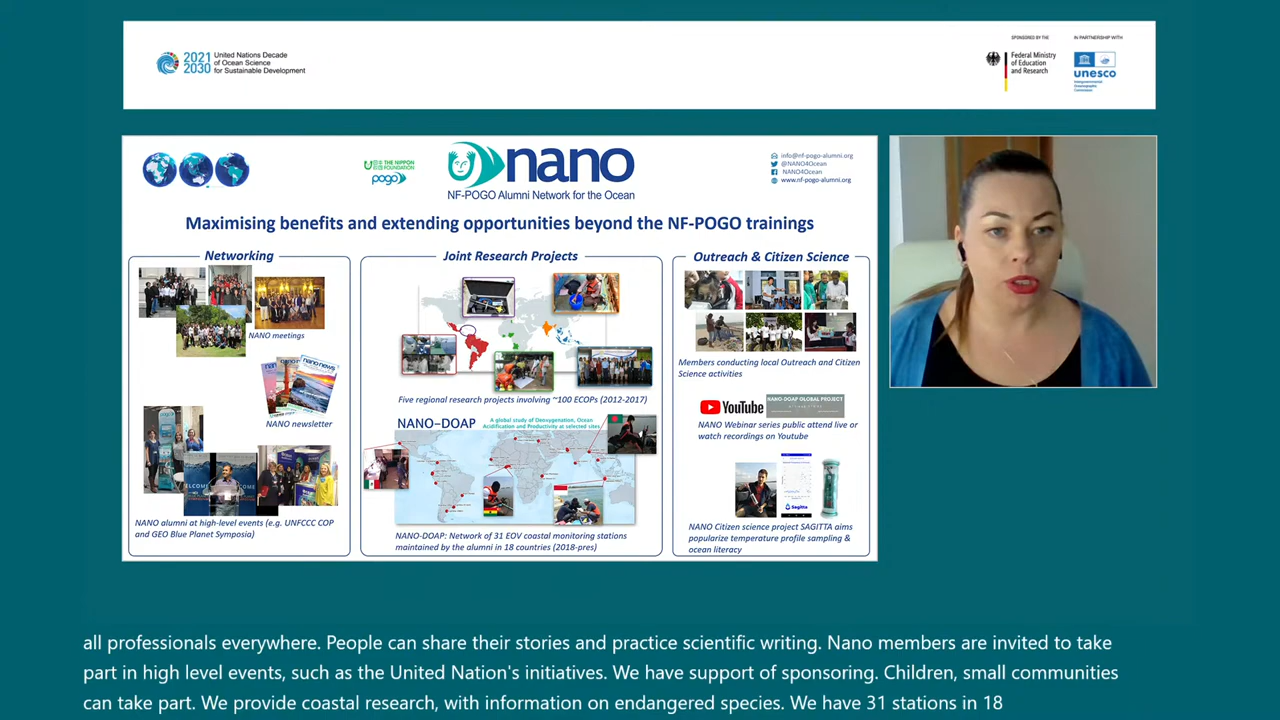 2021
2030
United Nations Decade
of Ocean Science
for Sustainable Development
SPONSORED BY THE
Federal Ministry
of Education
and Research
IN PARTNERSHIP WITH
unesco
Intergovernmental
Oceanographic
Commission
THE NIPPON
FOUNDATION
pogo
nano
NF-POGO Alumni Network for the Ocean
info@nf-pogo-alumni.org
@NANO4Ocean
NANO4Ocean
www.nf-pogo-alumni.org
Maximising benefits and extending opportunities beyond the NF-POGO trainings
Networking
NANO meetings
nano news
NANO newsletter
WELCOME
NANO alumni at high-level events (e.g. UNFCCC COP
and GEO Blue Planet Symposia)
Joint Research Projects
Five regional research projects involving ~100 ECOPs (2012-2017)
NANO-DOAP
A global study of Deoxygenation, Ocean
Acidification and Productivity at selected sites
NANO-DOAP: Network of 31 EOV coastal monitoring stations
maintained by the alumni in 18 countries (2018-pres)
Outreach & Citizen Science
Members conducting local Outreach and Citizen
Science activities
YouTube
NANO-DOAP GLOBAL PROJECT
NANO Webinar series public attend live or
watch recordings on Youtube
Sagitta
NANO Citizen science project SAGITTA aims
popularize temperature profile sampling &
ocean literacy
all professionals everywhere. People can share their stories and practice scientific writing. Nano members are invited to take
part in high level events, such as the United Nation's initiatives. We have support of sponsoring. Children, small communities
can take part. We provide coastal research, with information on endangered species. We have 31 stations in 18